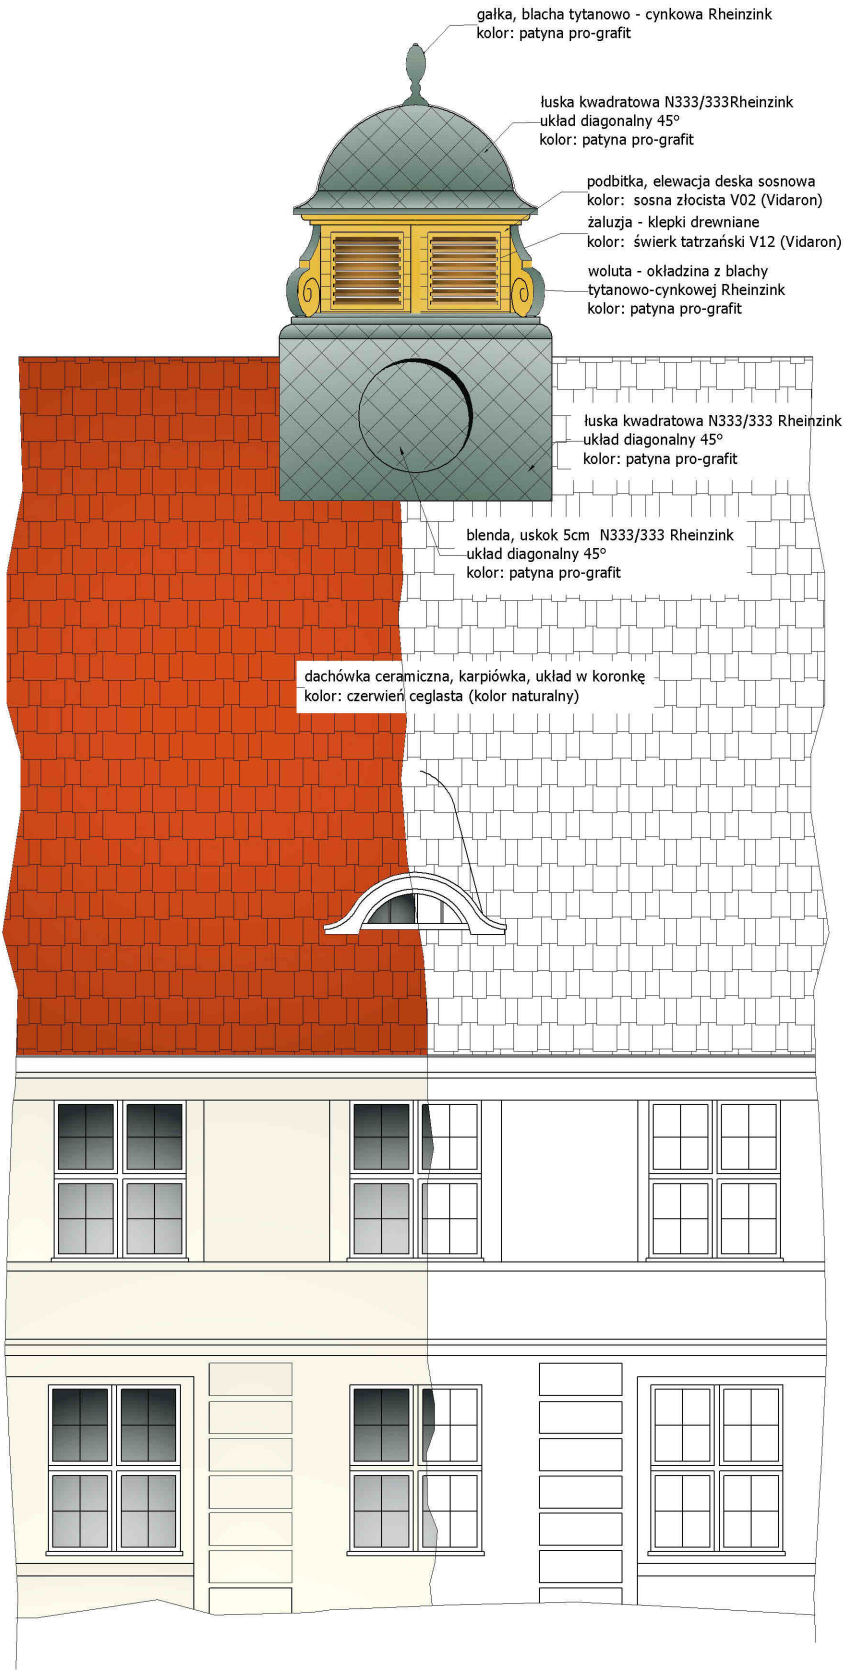 gałka, blacha tytanowo - cynkowa Rheinzink
kolor: patyna pro-grafit
łuska kwadratowa N333/333Rheinzink
układ diagonalny 45°
kolor: patyna pro-grafit
podbitka, elewacja deska sosnowa
kolor: sosna złocista V02 (Vidaron)
żaluzja - klepki drewniane
kolor: świerk tatrzański V12 (Vidaron)
woluta - okładzina z blachy
tytanowo-cynkowej Rheinzink
kolor: patyna pro-grafit
łuska kwadratowa N333/333 Rheinzink
układ diagonalny 45°
kolor: patyna pro-grafit
blenda, uskok 5cm N333/333 Rheinzink
układ diagonalny 45°
kolor: patyna pro-grafit
dachówka ceramiczna, karpiówka, układ w koronkę
kolor: czerwień ceglasta (kolor naturalny)